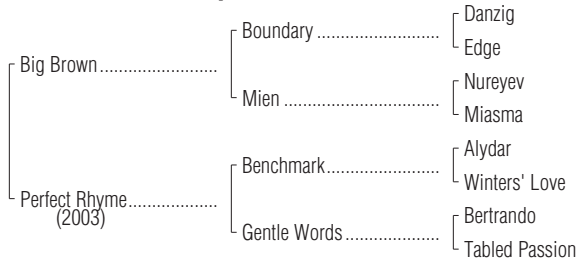 Danzig
Boundary
Edge
Big Brown
Nureyev
Mien
Miasma
Alydar
Benchmark
Winters' Love
Perfect Rhyme
(2003)
Bertrando
Gentle Words
Tabled Passion